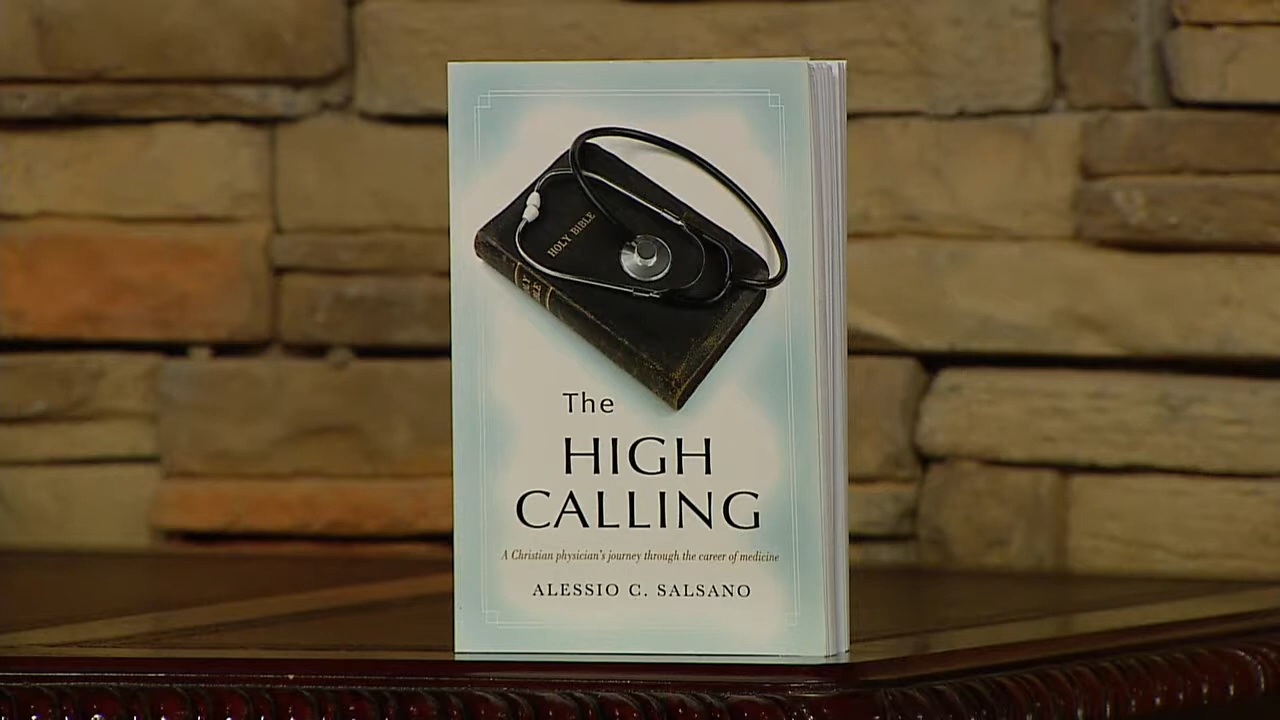 HOLY BIBLE
The
HIGH
CALLING
A Christian physician's journey through the career of medicine
ALESSIO C. SALSANO